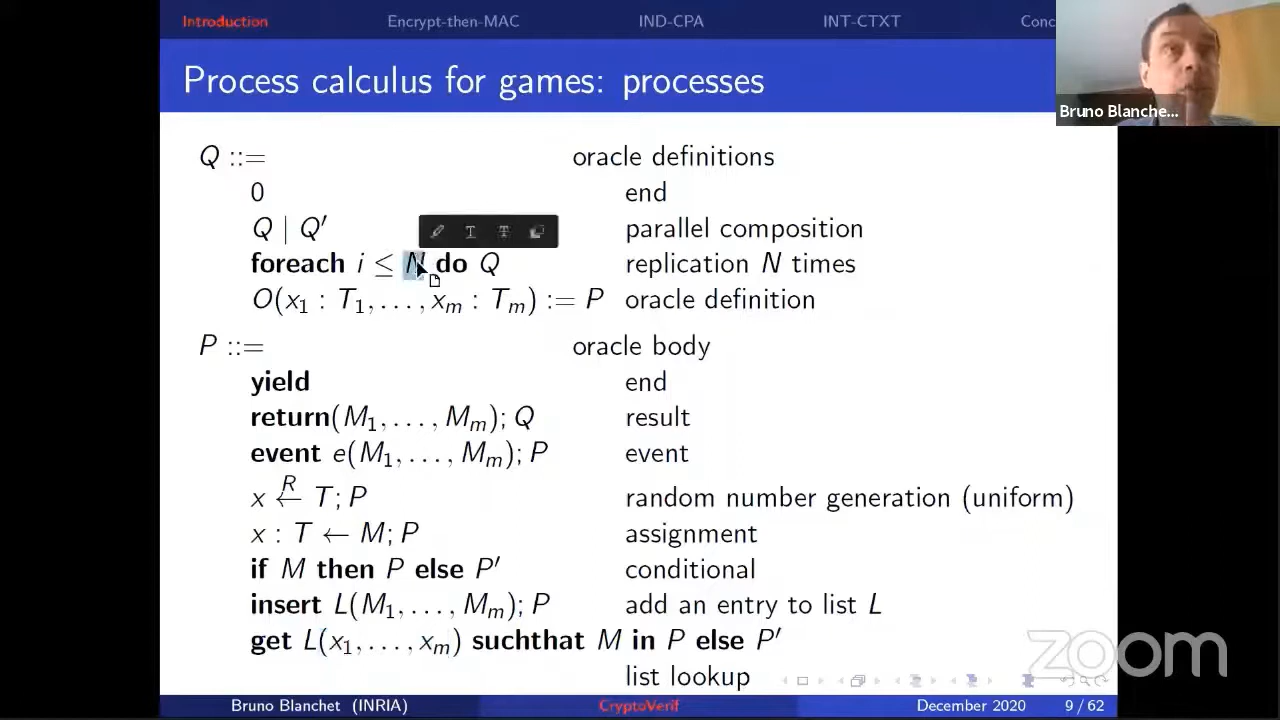 Introduction Encrypt-then-MAC IND-CPA INT-CTXT Conc
Process calculus for games: processes
Bruno Blanche...
Q ::= oracle definitions
0 end
Q | Q′ parallel composition
foreach i ≤ N do Q replication N times
O(x₁ : T₁, . . . , xₘ : Tₘ) := P oracle definition
P ::= oracle body
yield end
return(M₁, . . . , Mₘ); Q result
event e(M₁, . . . , Mₘ); P event
x ←R T; P random number generation (uniform)
x : T ← M; P assignment
if M then P else P′ conditional
insert L(M₁, . . . , Mₘ); P add an entry to list L
get L(x₁, . . . , xₘ) suchthat M in P else P′
list lookup
zoom
Bruno Blanchet (INRIA) CryptoVerif December 2020 9 / 62